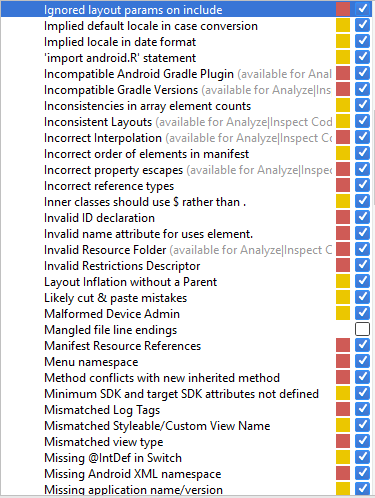 Ignored layout params on include
Implied default locale in case conversion
Implied locale in date format
'import android.R' statement
Incompatible Android Gradle Plugin (available for Anal
Incompatible Gradle Versions (available for Analyze|Ins
Inconsistencies in array element counts
Inconsistent Layouts (available for Analyze|Inspect Cod
Incorrect Interpolation (available for Analyze|Inspect Cc
Incorrect order of elements in manifest
Incorrect property escapes (available for Analyze|Inspec
Incorrect reference types
Inner classes should use $ rather than .
Invalid ID declaration
Invalid name attribute for uses element.
Invalid Resource Folder (available for Analyze|Inspect C
Invalid Restrictions Descriptor
Layout Inflation without a Parent
Likely cut & paste mistakes
Malformed Device Admin
Mangled file line endings
Manifest Resource References
Menu namespace
Method conflicts with new inherited method
Minimum SDK and target SDK attributes not defined
Mismatched Log Tags
Mismatched Styleable/Custom View Name
Mismatched view type
Missing @IntDef in Switch
Missing Android XML namespace
Missing application name/version